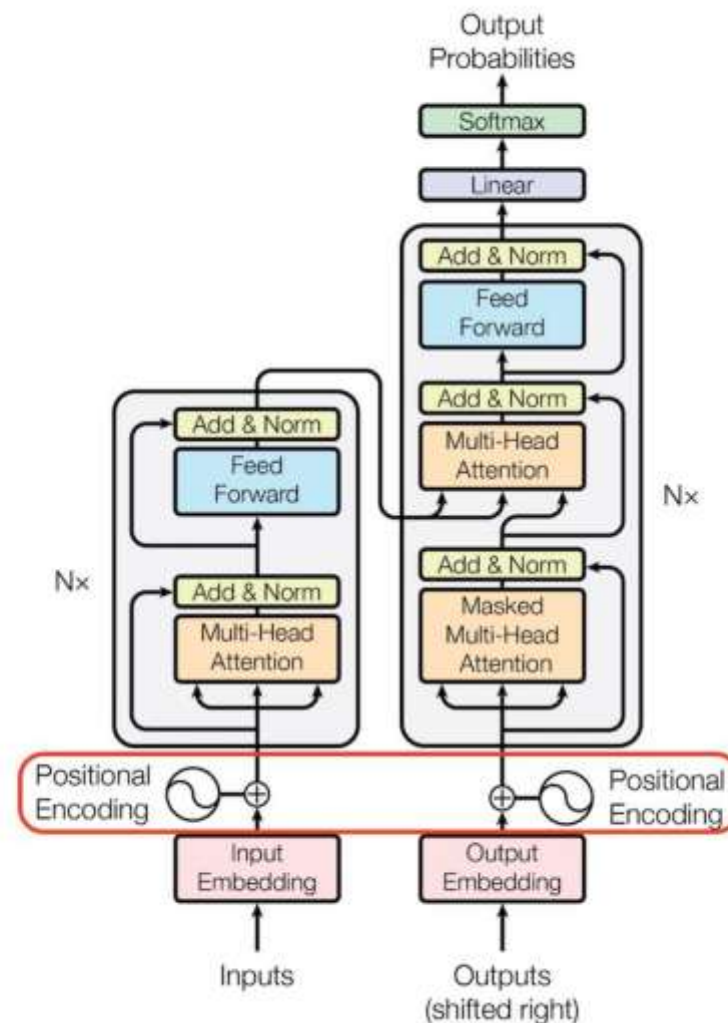 Output
Probabilities
Softmax
Linear
Add & Norm
Feed
Forward
Add & Norm
Multi-Head
Attention
Nx
Add & Norm
Masked
Multi-Head
Attention
Add & Norm
Feed
Forward
Nx
Add & Norm
Multi-Head
Attention
Positional
Encoding
Positional
Encoding
Input
Embedding
Output
Embedding
Inputs
Outputs
(shifted right)